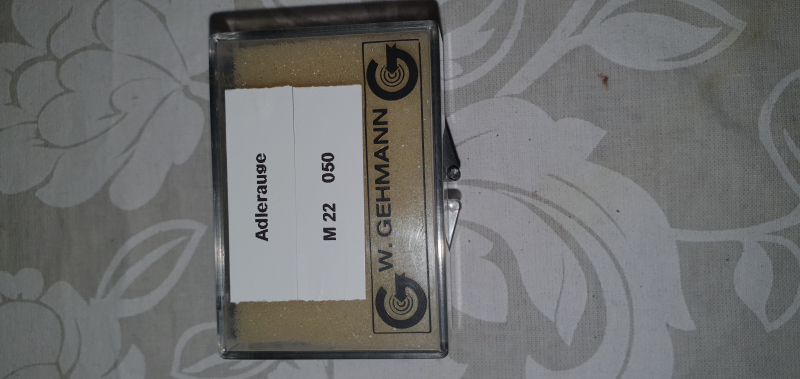 W. GEHMANN
Adlerauge
M 22 050